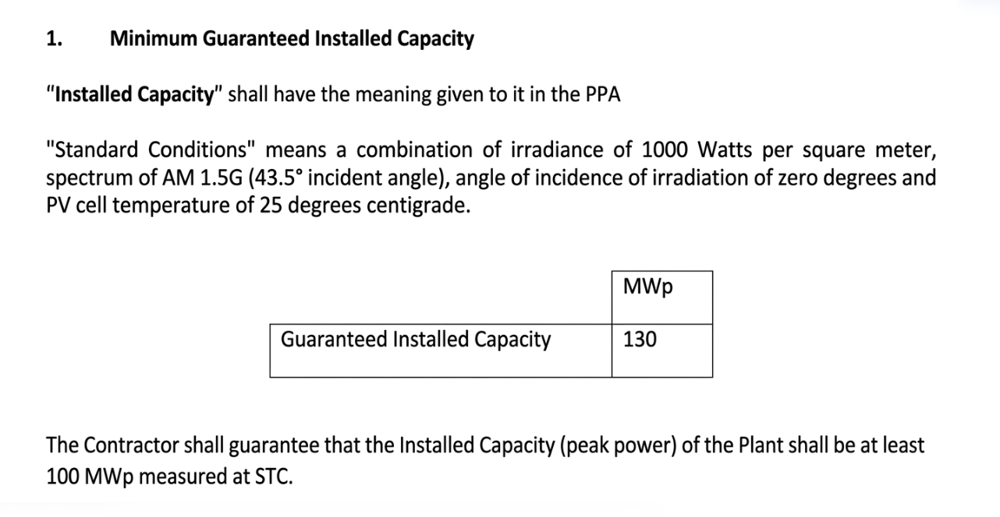 1. Minimum Guaranteed Installed Capacity
“Installed Capacity” shall have the meaning given to it in the PPA
"Standard Conditions" means a combination of irradiance of 1000 Watts per square meter,
spectrum of AM 1.5G (43.5° incident angle), angle of incidence of irradiation of zero degrees and
PV cell temperature of 25 degrees centigrade.
MWp
Guaranteed Installed Capacity 130
The Contractor shall guarantee that the Installed Capacity (peak power) of the Plant shall be at least
100 MWp measured at STC.